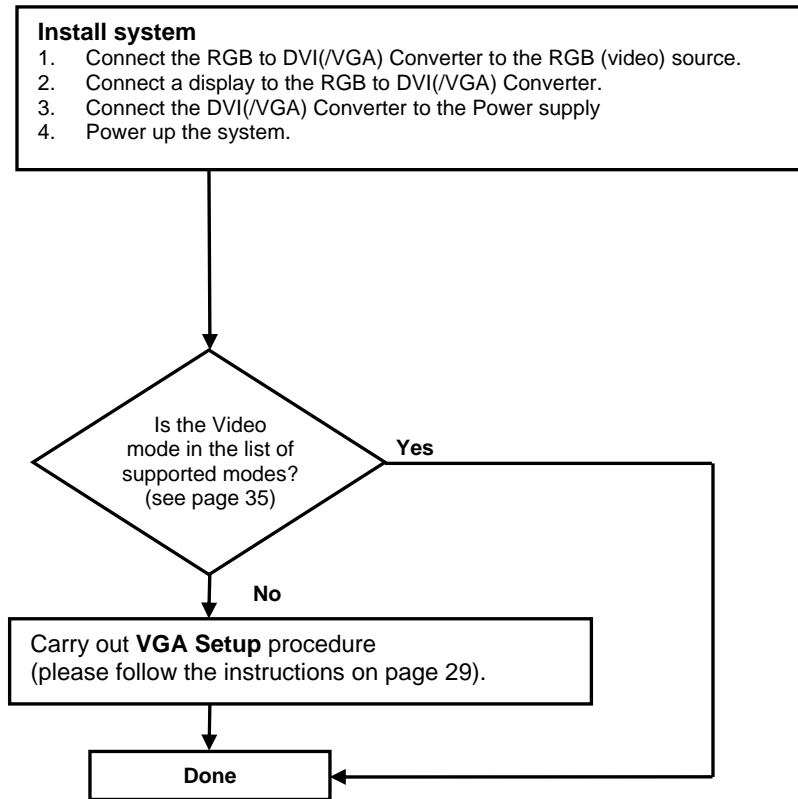 Install system
1. Connect the RGB to DVI(/VGA) Converter to the RGB (video) source.
2. Connect a display to the RGB to DVI(/VGA) Converter.
3. Connect the DVI(/VGA) Converter to the Power supply
4. Power up the system.
Is the Video
mode in the list of
supported modes?
(see page 35)
Yes
No
Carry out VGA Setup procedure
(please follow the instructions on page 29).
Done